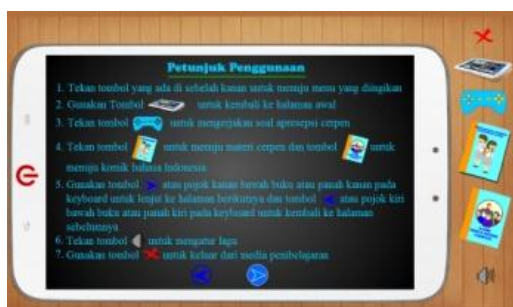 Petunjuk Penggunaan
1. Tekan tombol yang ada di sebelah kanan untuk menuju menu yang diingikan
2. Gunakan Tombol untuk kembali ke halaman awal
3. Tekan tombol untuk mengerjakan soal apresepsi cerpen
4. Tekan tombol untuk menuju materi cerpen dan tombol untuk
menuju komik bahasa Indonesia
5. Gunakan tombol atau pojok kanan bawah buku atau panah kanan pada
keyboard untuk lanjut ke halaman berikutnya dan tombol atau pojok kiri
bawah buku atau panah kiri pada keyboard untuk kembali ke halaman
sebelumnya
6. Tekan tombol untuk mengatur lagu
7. Gunakan tombol untuk keluar dari media pembelajaran